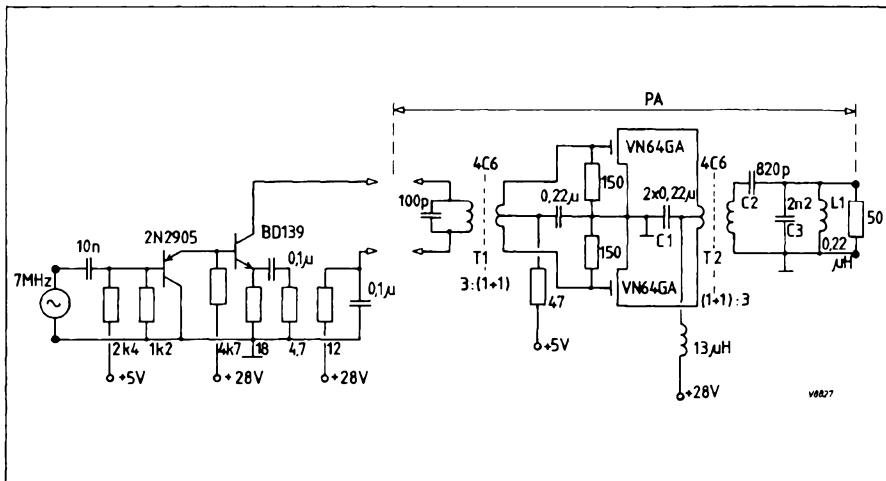 PA
4C6
VN64GA
4C6
820p
100p
150
0,22µ
2x0,22µ
C1
C2
2n2
C3
L1
50
0,22
µH
10n
2N2905
BD139
0,1µ
7MHz
T1
3:(1+1)
150
47
VN64GA
T2
(1+1):3
0,1µ
2k4
1k2
4k7
18
4,7
12
+5V
+28V
+28V
+5V
13µH
+28V
V8827